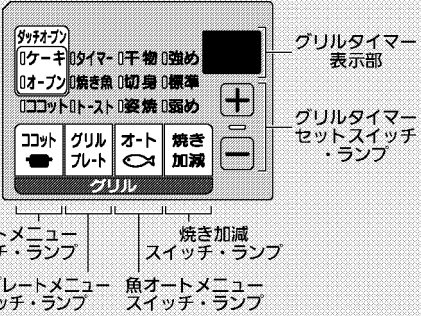 ダッチオーブン
ケーキ タイマー 干物 強め
オーブン 焼き魚 切身 標準
ココット トースト 姿焼 弱め
ココット グリルプレート オート 焼き加減
グリル
グリルタイマー
表示部
+
グリルタイマー
セットスイッチ
・ランプ
−
トメニュー
チ・ランプ
焼き加減
スイッチ・ランプ
プレートメニュー
ッチ・ランプ
魚オートメニュー
スイッチ・ランプ